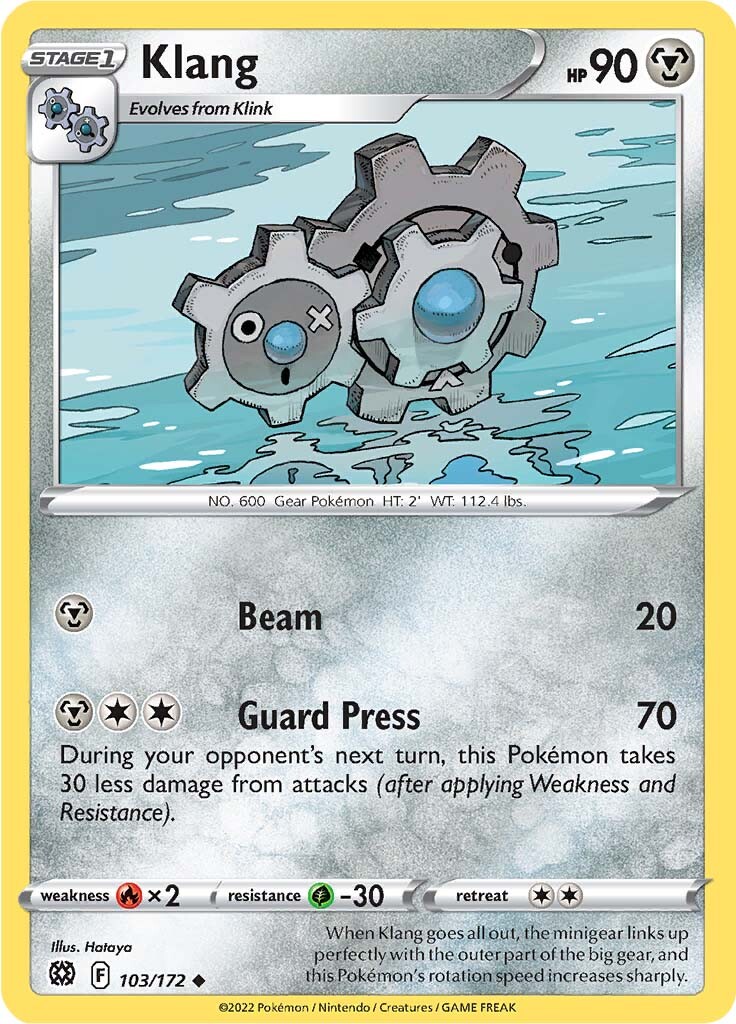 STAGE 1
Klang
HP 90
Evolves from Klink
NO. 600 Gear Pokémon HT: 2' WT: 112.4 lbs.
Beam 20
Guard Press 70
During your opponent's next turn, this Pokémon takes
30 less damage from attacks (after applying Weakness and
Resistance).
weakness ×2 resistance -30 retreat
Illus. Hataya
When Klang goes all out, the minigear links up
perfectly with the outer part of the big gear, and
this Pokémon's rotation speed increases sharply.
F 103/172
©2022 Pokémon / Nintendo / Creatures / GAME FREAK